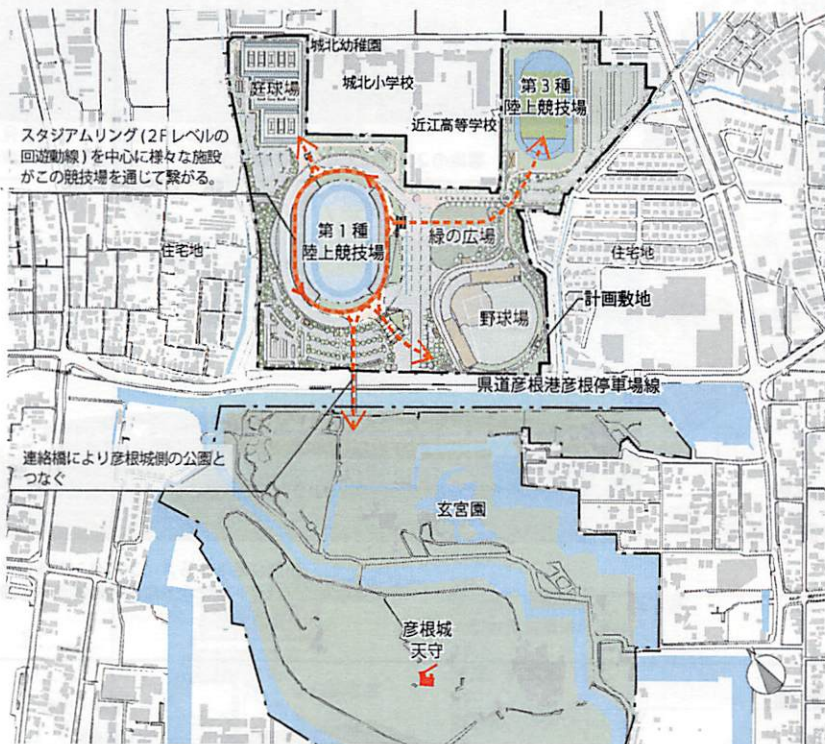 城北幼稚園
庭球場
城北小学校
近江高等学校
第3種
陸上競技場
スタジアムリング(2Fレベルの
回遊動線)を中心に様々な施設
がこの競技場を通じて繋がる。
第1種
陸上競技場
緑の広場
住宅地
住宅地
計画敷地
野球場
県道彦根港彦根停車場線
連絡橋により彦根城側の公園と
つなぐ
玄宮園
彦根城
天守